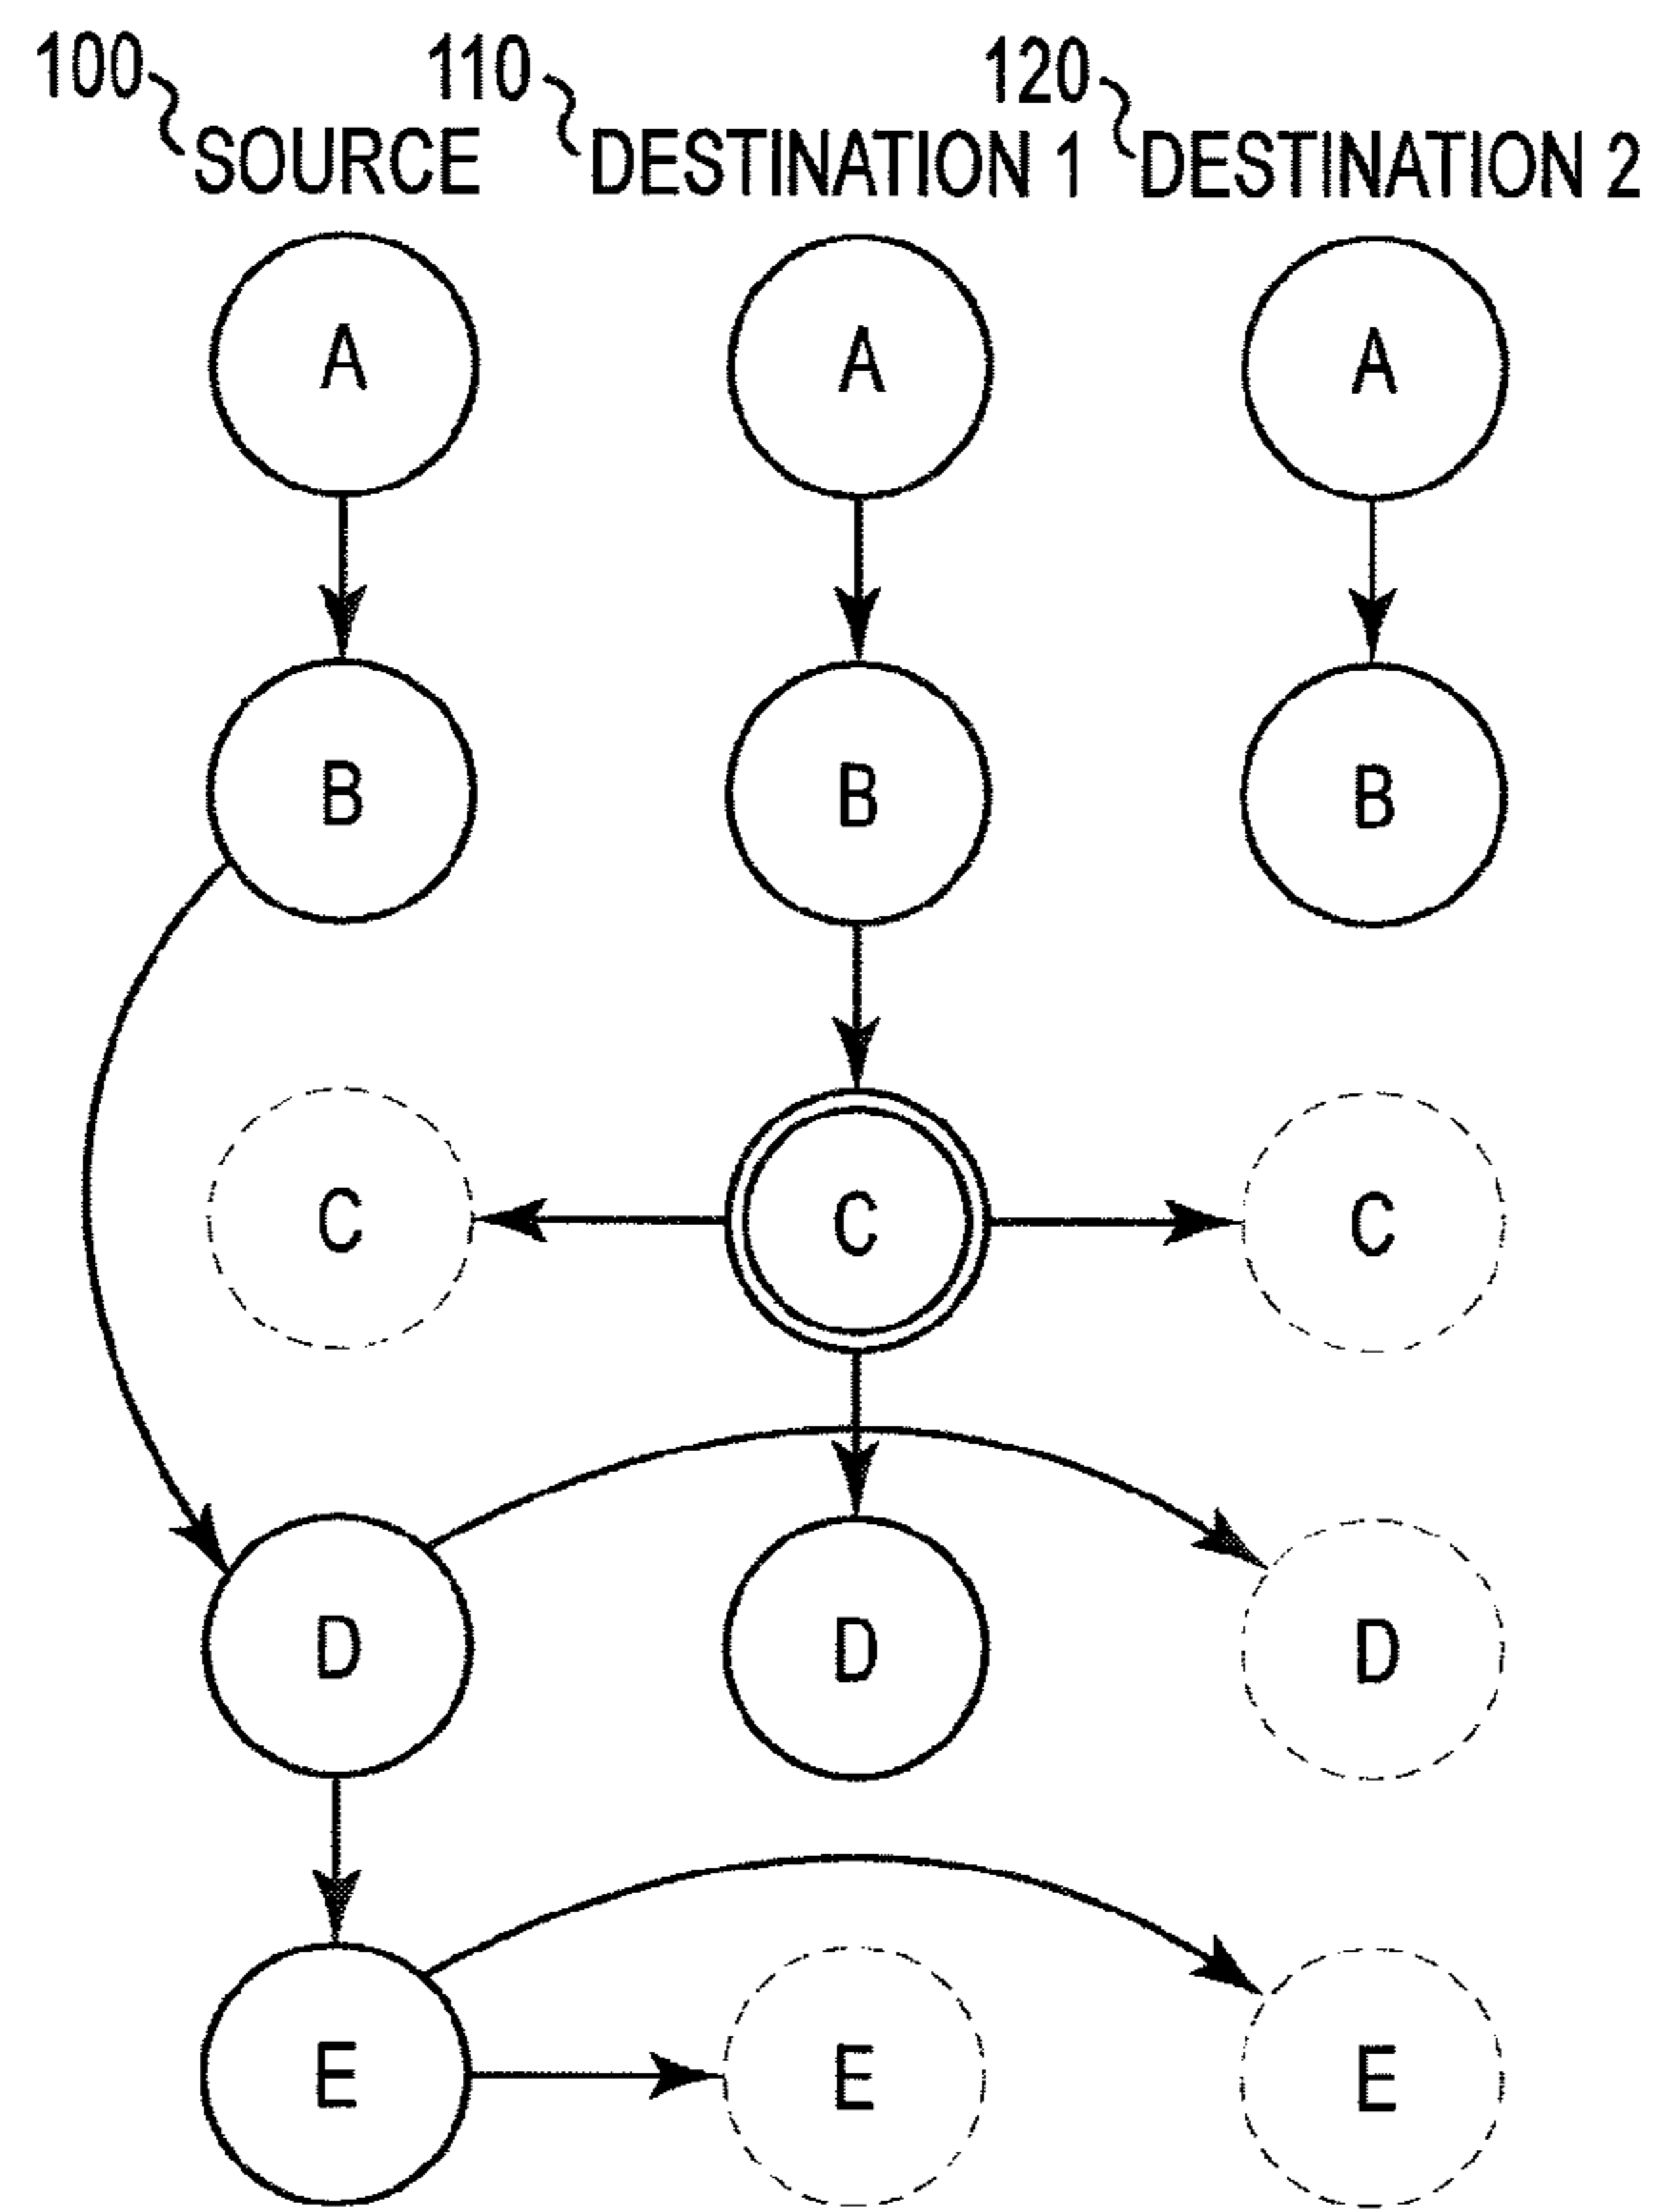 100 110 120
SOURCE DESTINATION 1 DESTINATION 2
A A A
B B B
C C C
D D D
E E E